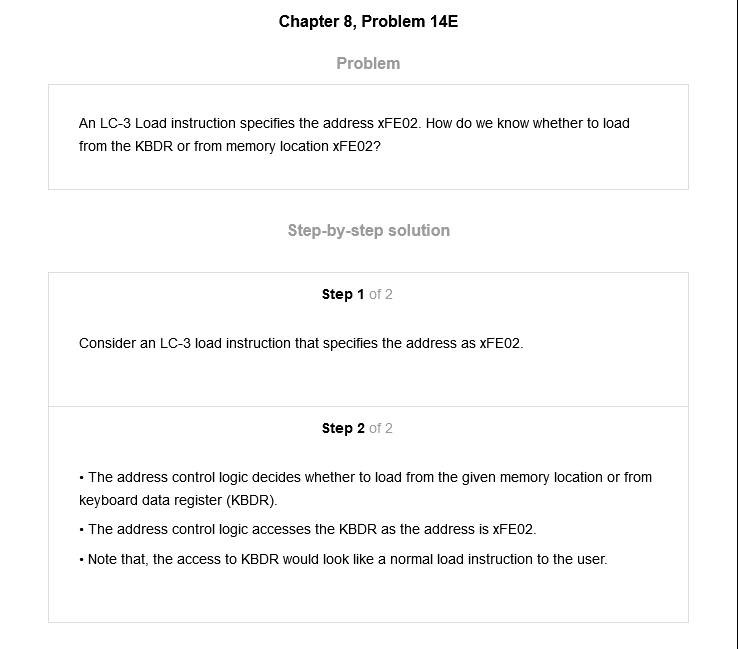 Chapter 8, Problem 14E
Problem
An LC-3 Load instruction specifies the address xFE02. How do we know whether to load
from the KBDR or from memory location xFE02?
Step-by-step solution
Step 1 of 2
Consider an LC-3 load instruction that specifies the address as xFE02.
Step 2 of 2
• The address control logic decides whether to load from the given memory location or from
keyboard data register (KBDR).
• The address control logic accesses the KBDR as the address is xFE02.
• Note that, the access to KBDR would look like a normal load instruction to the user.